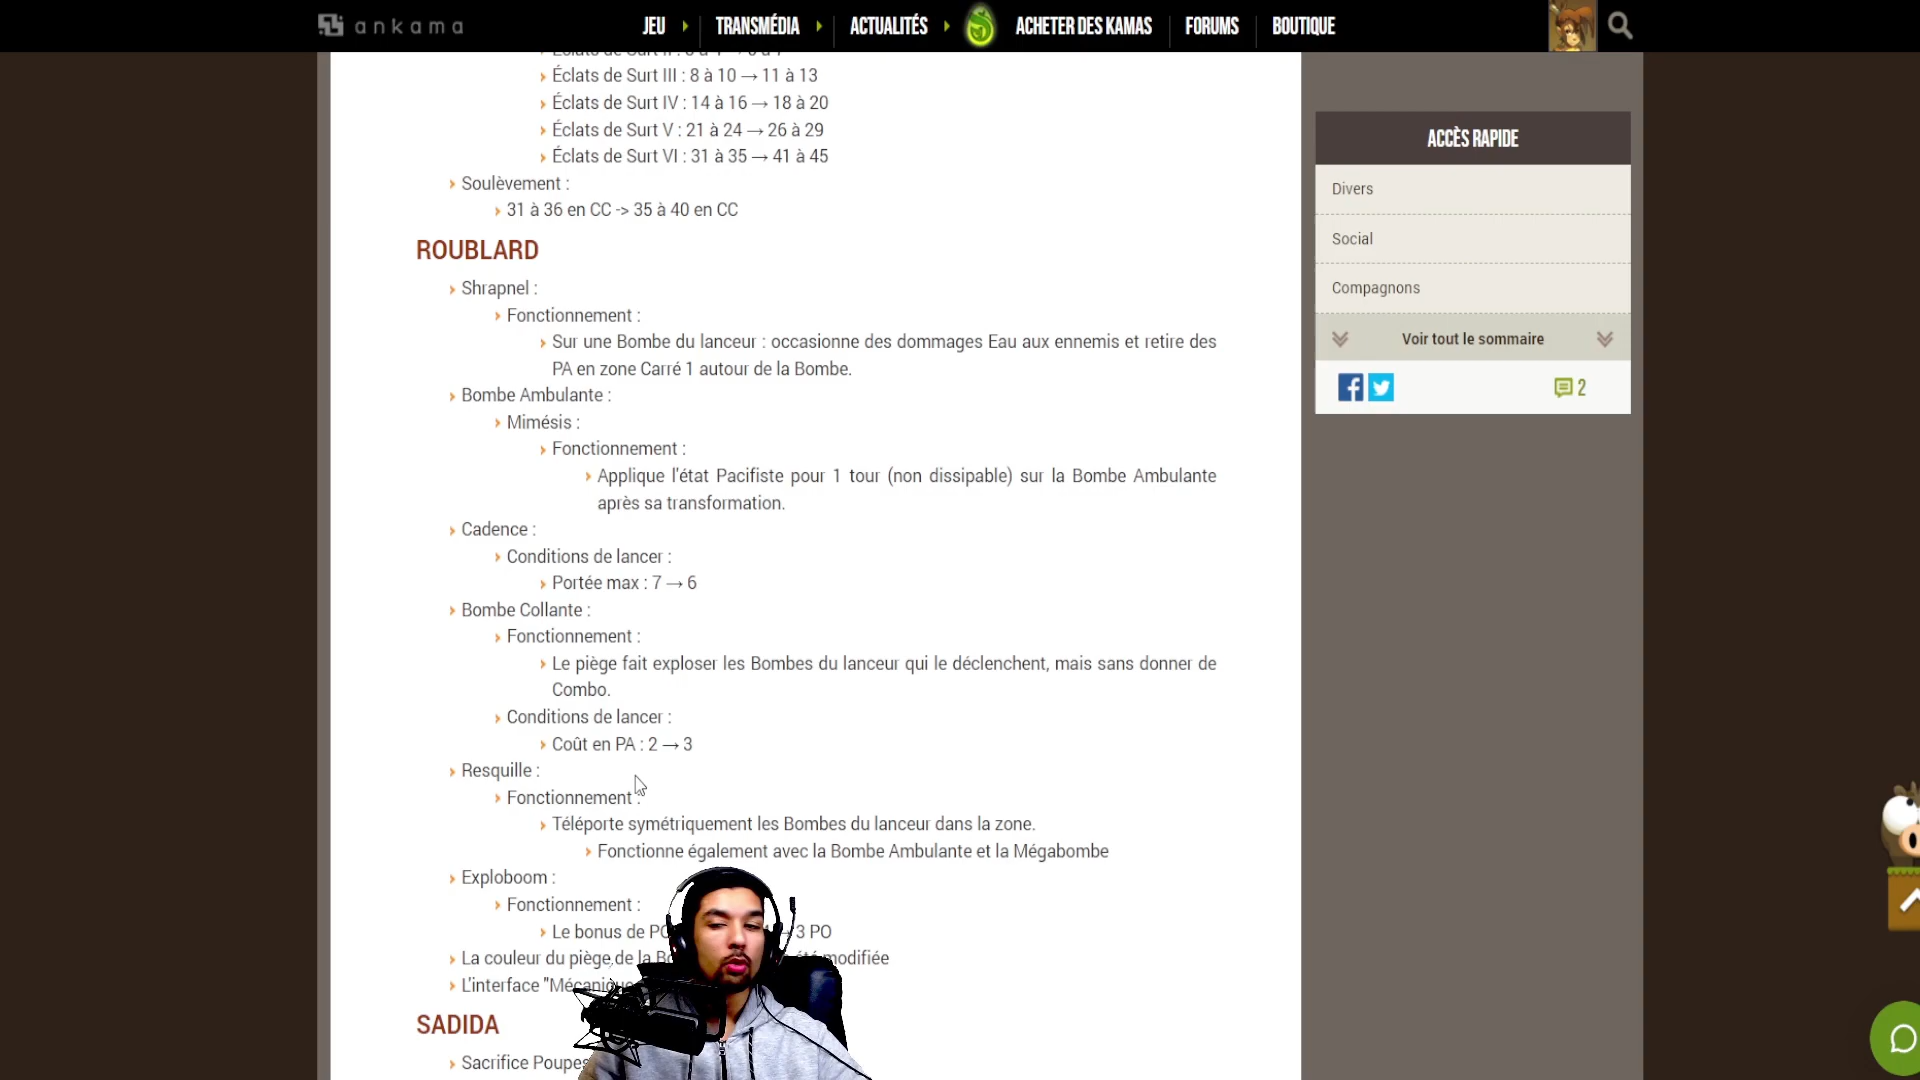 ankama
JEU
TRANSMÉDIA
ACTUALITÉS
ACHETER DES KAMAS
FORUMS
BOUTIQUE
Éclats de Surt III : 8 à 10 → 11 à 13
Éclats de Surt IV : 14 à 16 → 18 à 20
Éclats de Surt V : 21 à 24 → 26 à 29
Éclats de Surt VI : 31 à 35 → 41 à 45
Soulèvement :
31 à 36 en CC -> 35 à 40 en CC
ROUBLARD
Shrapnel :
Fonctionnement :
Sur une Bombe du lanceur : occasionne des dommages Eau aux ennemis et retire des
PA en zone Carré 1 autour de la Bombe.
Bombe Ambulante :
Mimésis :
Fonctionnement :
Applique l'état Pacifiste pour 1 tour (non dissipable) sur la Bombe Ambulante
après sa transformation.
Cadence :
Conditions de lancer :
Portée max : 7 → 6
Bombe Collante :
Fonctionnement :
Le piège fait exploser les Bombes du lanceur qui le déclenchent, mais sans donner de
Combo.
Conditions de lancer :
Coût en PA : 2 → 3
Resquille :
Fonctionnement :
Téléporte symétriquement les Bombes du lanceur dans la zone.
Fonctionne également avec la Bombe Ambulante et la Mégabombe
Exploboom :
Fonctionnement :
Le bonus de 3 PO
La couleur du piège de la été modifiée
L'interface "Mécanique
SADIDA
Sacrifice Poupes
ACCÈS RAPIDE
Divers
Social
Compagnons
Voir tout le sommaire
2